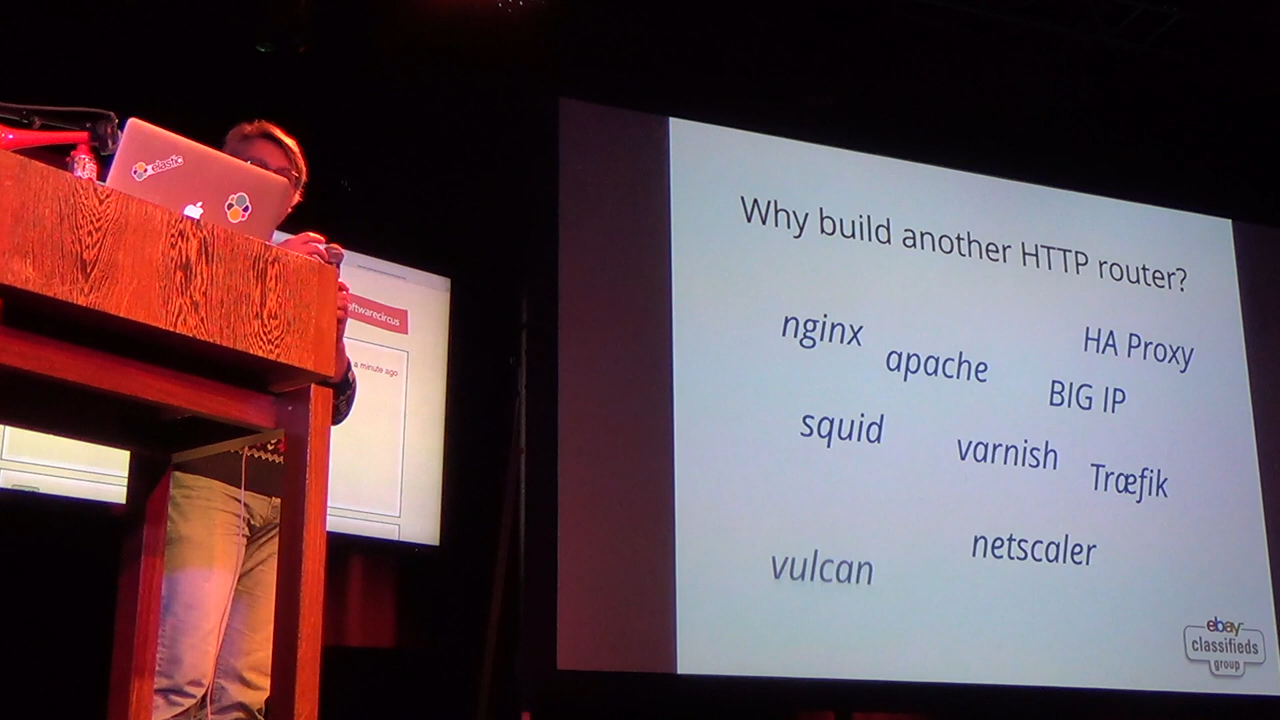 elastic
oftwarecircus
a minute ago
Why build another HTTP router?
nginx
apache
HA Proxy
BIG IP
squid
varnish
Træfik
netscaler
vulcan
ebay
classifieds
group